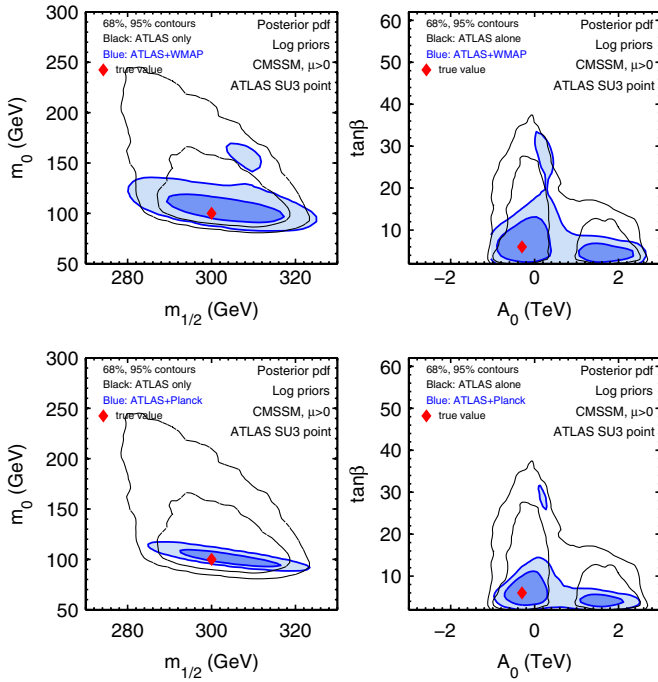 68%, 95% contours
Black: ATLAS only
Blue: ATLAS+WMAP
true value
Posterior pdf
Log priors
CMSSM, μ>0
ATLAS SU3 point
300
250
200
150
100
50
m0 (GeV)
280 300 320
m1/2 (GeV)
68%, 95% contours
Black: ATLAS alone
Blue: ATLAS+WMAP
true value
Posterior pdf
Log priors
CMSSM, μ>0
ATLAS SU3 point
60
50
40
30
20
10
tanβ
−2 0 2
A0 (TeV)
68%, 95% contours
Black: ATLAS only
Blue: ATLAS+Planck
true value
Posterior pdf
Log priors
CMSSM, μ>0
ATLAS SU3 point
300
250
200
150
100
50
m0 (GeV)
280 300 320
m1/2 (GeV)
68%, 95% contours
Black: ATLAS alone
Blue: ATLAS+Planck
true value
Posterior pdf
Log priors
CMSSM, μ>0
ATLAS SU3 point
60
50
40
30
20
10
tanβ
−2 0 2
A0 (TeV)